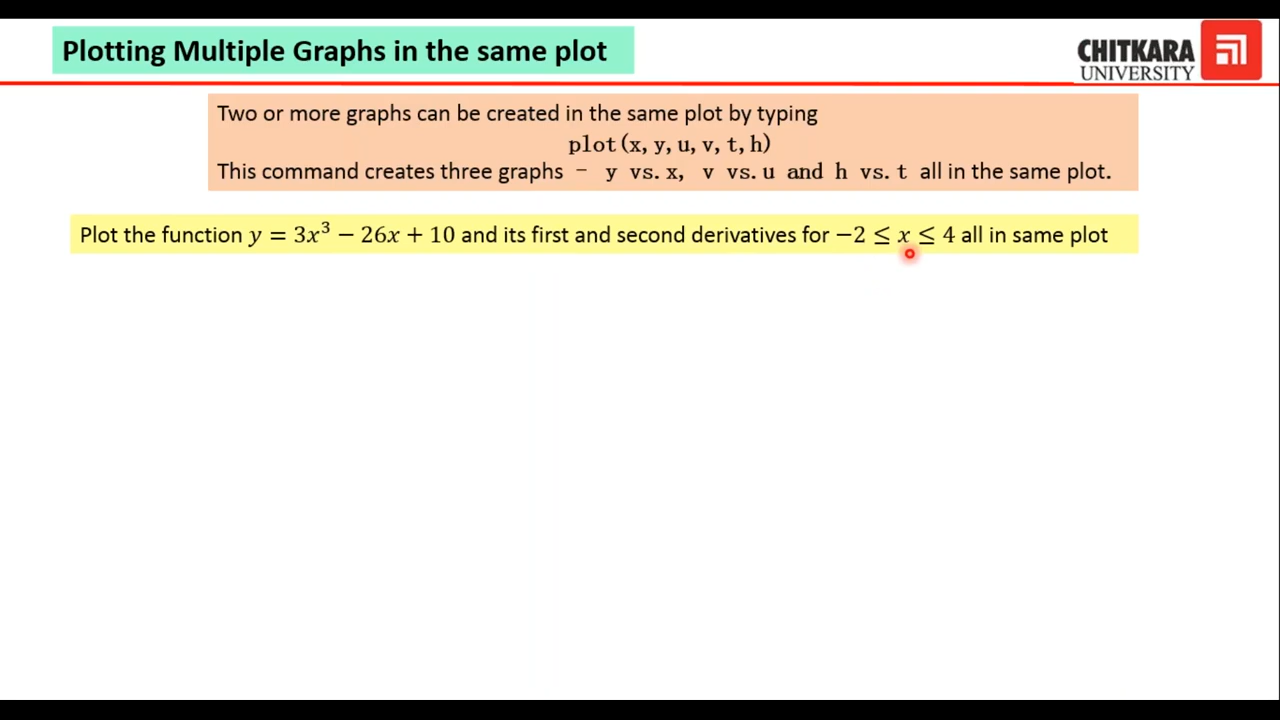 Plotting Multiple Graphs in the same plot
CHITKARA
UNIVERSITY
Two or more graphs can be created in the same plot by typing
plot(x, y, u, v, t, h)
This command creates three graphs - y vs. x, v vs. u and h vs. t all in the same plot.
Plot the function y = 3x³ − 26x + 10 and its first and second derivatives for −2 ≤ x ≤ 4 all in same plot